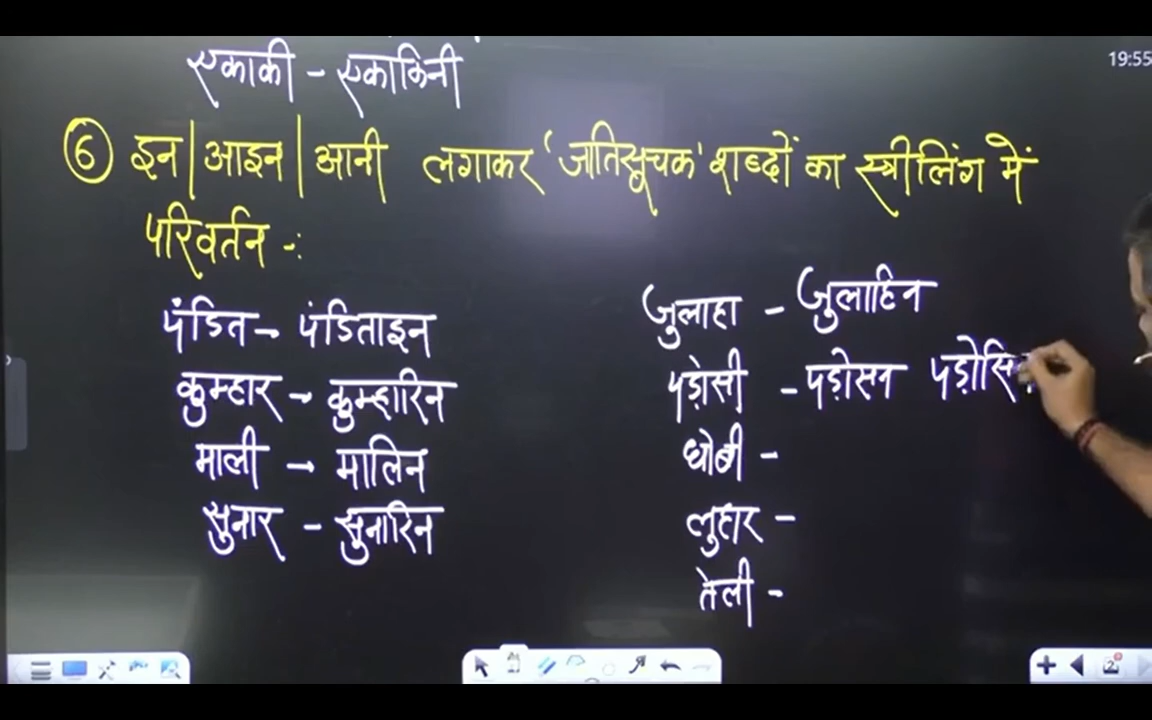 एकाकी - एकाकिनी
19:55
⑥ इन|आइन|आनी लगाकर 'जातिसूचक' शब्दों का स्त्रीलिंग में
परिवर्तन -:
पंडित - पंडिताइन
कुम्हार - कुम्हारिन
माली - मालिन
सुनार - सुनारिन
जुलाहा - जुलाहिन
पड़ोसी - पड़ोसन पड़ोसि
धोबी -
लुहार -
तेली -